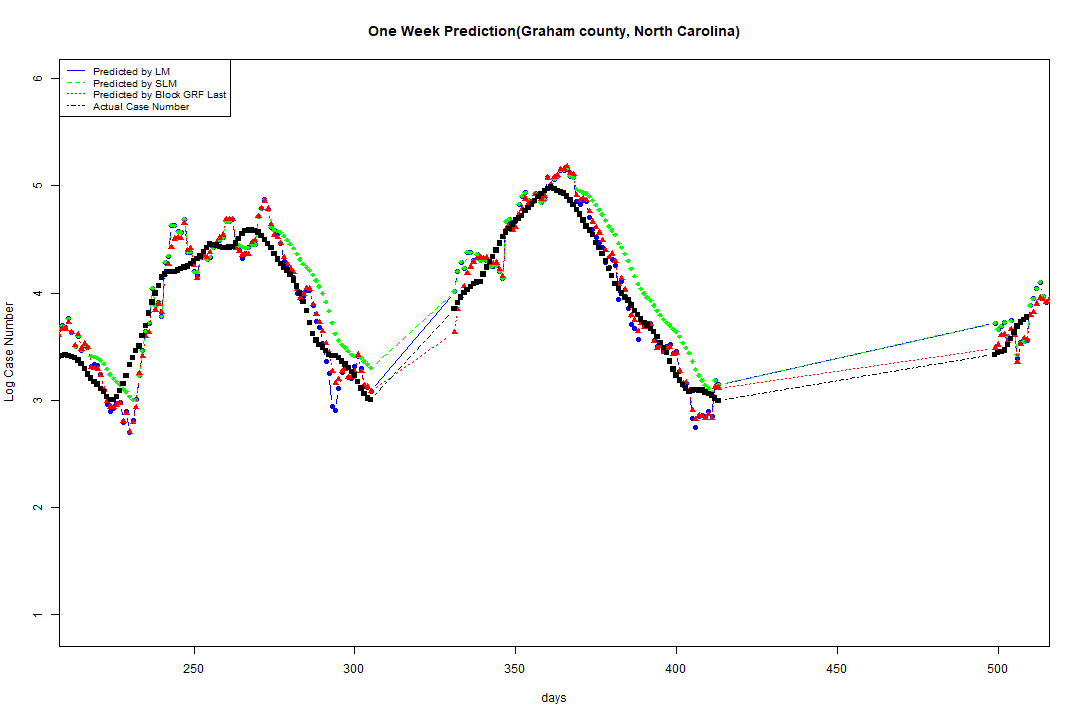 One Week Prediction(Graham county, North Carolina)
Predicted by LM
Predicted by SLM
Predicted by Block GRF Last
Actual Case Number
Log Case Number
6
5
4
3
2
1
250
300
350
400
450
500
days